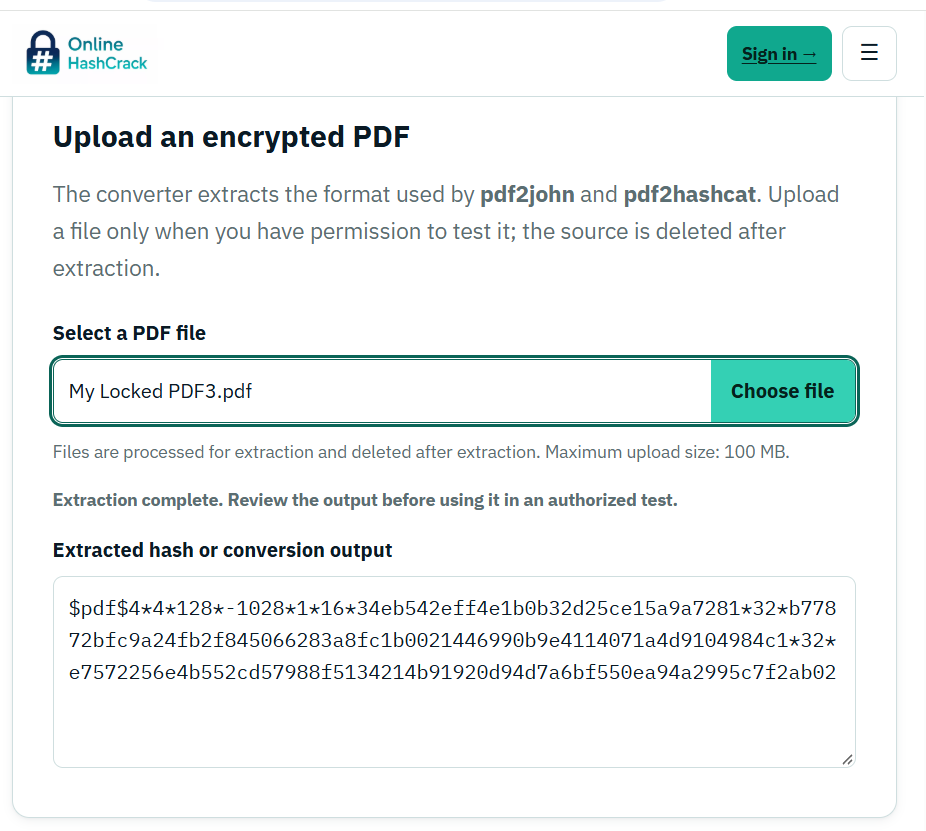 Online
HashCrack
Sign in →
☰
Upload an encrypted PDF
The converter extracts the format used by pdf2john and pdf2hashcat. Upload
a file only when you have permission to test it; the source is deleted after
extraction.
Select a PDF file
My Locked PDF3.pdf
Choose file
Files are processed for extraction and deleted after extraction. Maximum upload size: 100 MB.
Extraction complete. Review the output before using it in an authorized test.
Extracted hash or conversion output
$pdf$4*4*128*-1028*1*16*34eb542eff4e1b0b32d25ce15a9a7281*32*b778
72bfc9a24fb2f845066283a8fc1b0021446990b9e4114071a4d9104984c1*32*
e7572256e4b552cd57988f5134214b91920d94d7a6bf550ea94a2995c7f2ab02